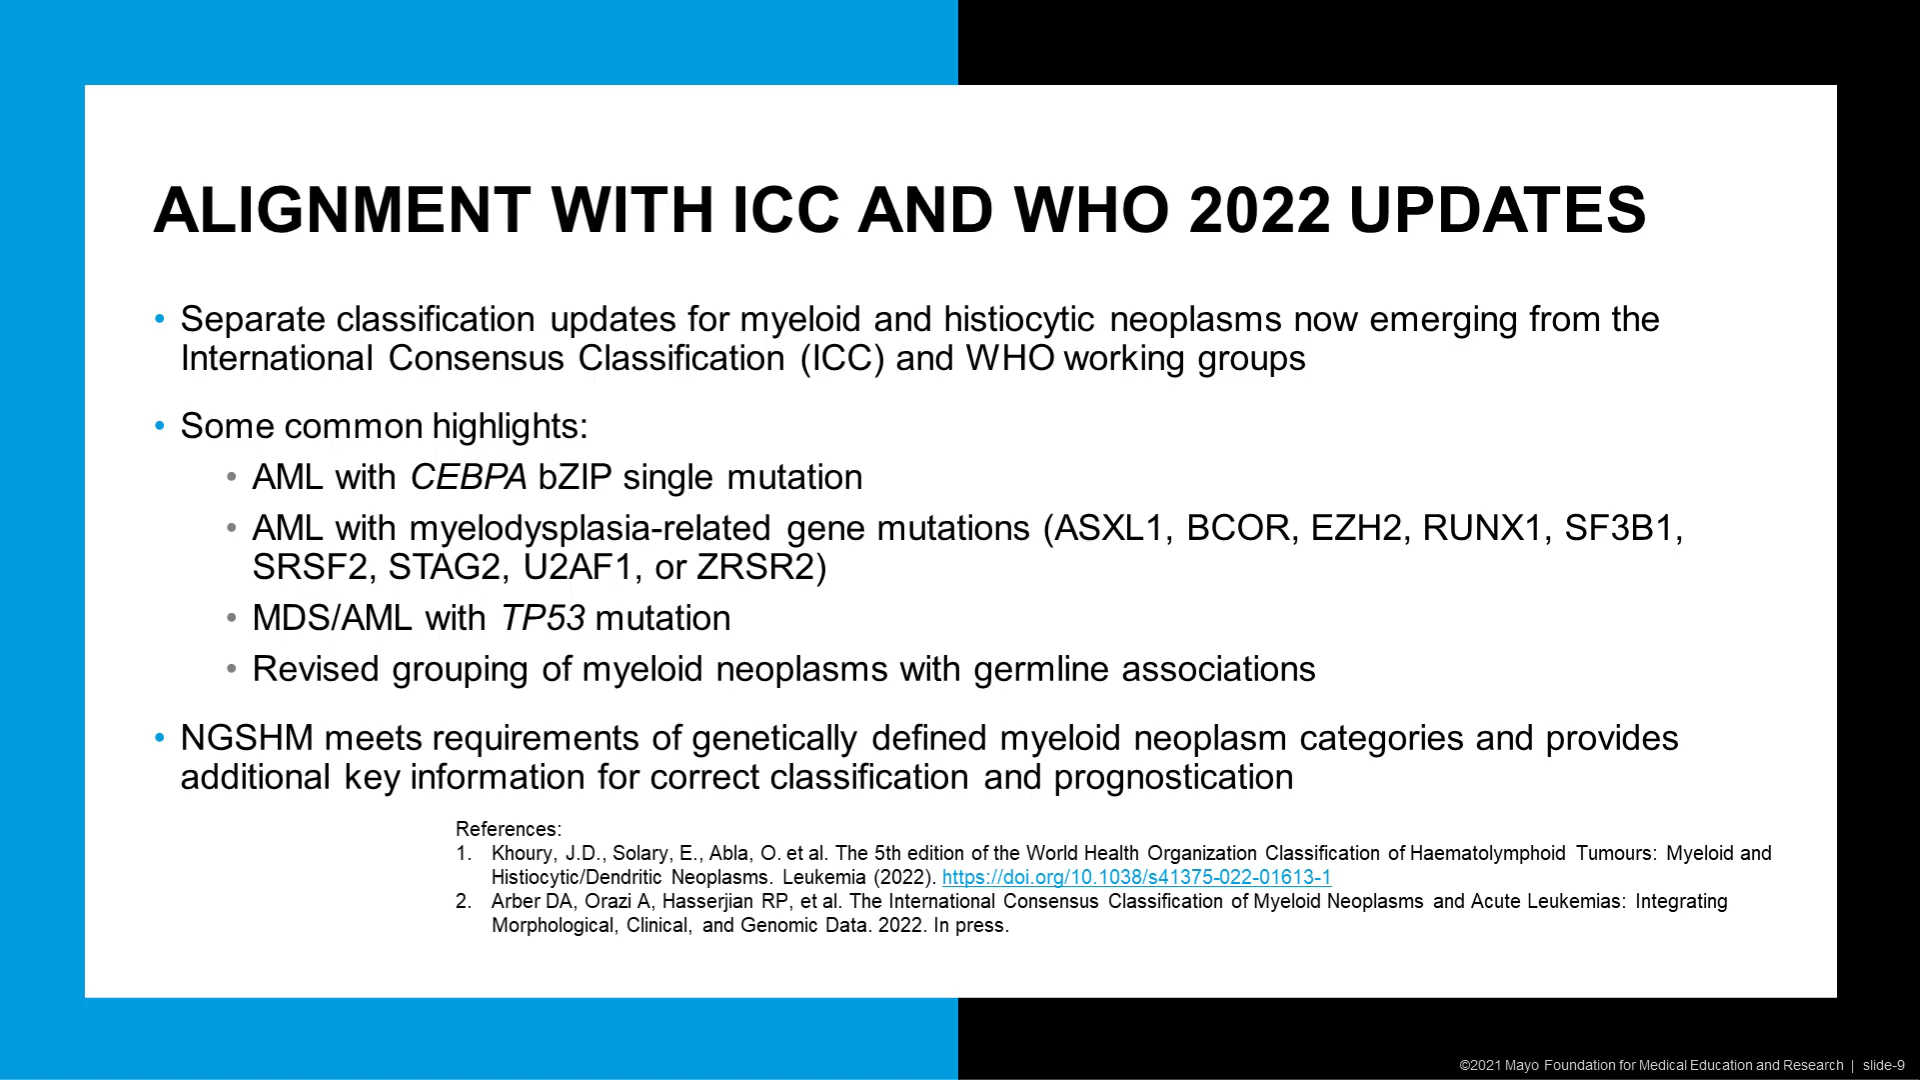 ALIGNMENT WITH ICC AND WHO 2022 UPDATES
• Separate classification updates for myeloid and histiocytic neoplasms now emerging from the
International Consensus Classification (ICC) and WHO working groups
• Some common highlights:
• AML with CEBPA bZIP single mutation
• AML with myelodysplasia-related gene mutations (ASXL1, BCOR, EZH2, RUNX1, SF3B1,
SRSF2, STAG2, U2AF1, or ZRSR2)
• MDS/AML with TP53 mutation
• Revised grouping of myeloid neoplasms with germline associations
• NGSHM meets requirements of genetically defined myeloid neoplasm categories and provides
additional key information for correct classification and prognostication
References:
1. Khoury, J.D., Solary, E., Abla, O. et al. The 5th edition of the World Health Organization Classification of Haematolymphoid Tumours: Myeloid and
Histiocytic/Dendritic Neoplasms. Leukemia (2022). https://doi.org/10.1038/s41375-022-01613-1
2. Arber DA, Orazi A, Hasserjian RP, et al. The International Consensus Classification of Myeloid Neoplasms and Acute Leukemias: Integrating
Morphological, Clinical, and Genomic Data. 2022. In press.
©2021 Mayo Foundation for Medical Education and Research | slide-9